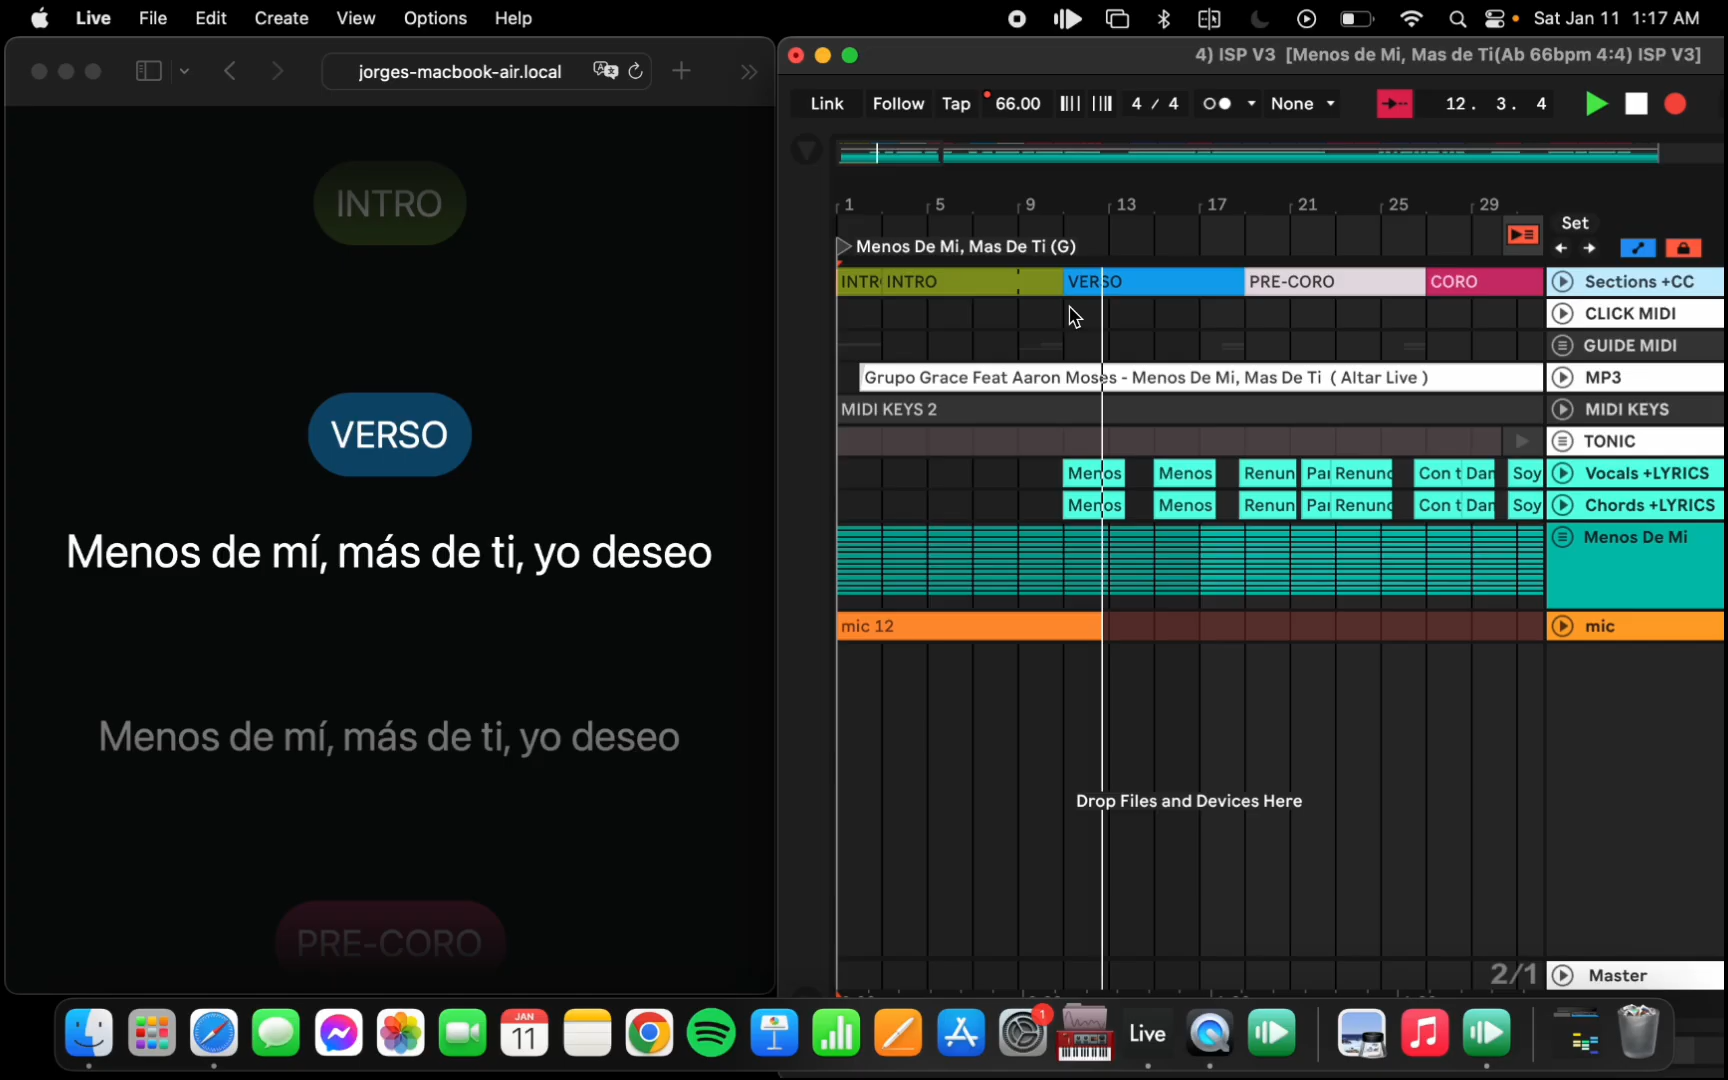 Live File Edit Create View Options Help
Sat Jan 11 1:17 AM
jorges-macbook-air.local
INTRO
VERSO
Menos de mí, más de ti, yo deseo
Menos de mí, más de ti, yo deseo
PRE-CORO
4) ISP V3 [Menos de Mi, Mas de Ti(Ab 66bpm 4:4) ISP V3]
Link Follow Tap 66.00 4 / 4 None 12. 3. 4
1 5 9 13 17 21 25 29
Set
Menos De Mi, Mas De Ti (G)
INTR INTRO VERSO PRE-CORO CORO Sections +CC
CLICK MIDI
GUIDE MIDI
Grupo Grace Feat Aaron Moses - Menos De Mi, Mas De Ti ( Altar Live ) MP3
MIDI KEYS 2 MIDI KEYS
TONIC
Menos Menos Renun Pa Renunc Con t Dar Soy Vocals +LYRICS
Menos Menos Renun Pa Renunc Con t Dar Soy Chords +LYRICS
Menos De Mi
mic 12 mic
Drop Files and Devices Here
2/1 Master
JAN
11
1
Live